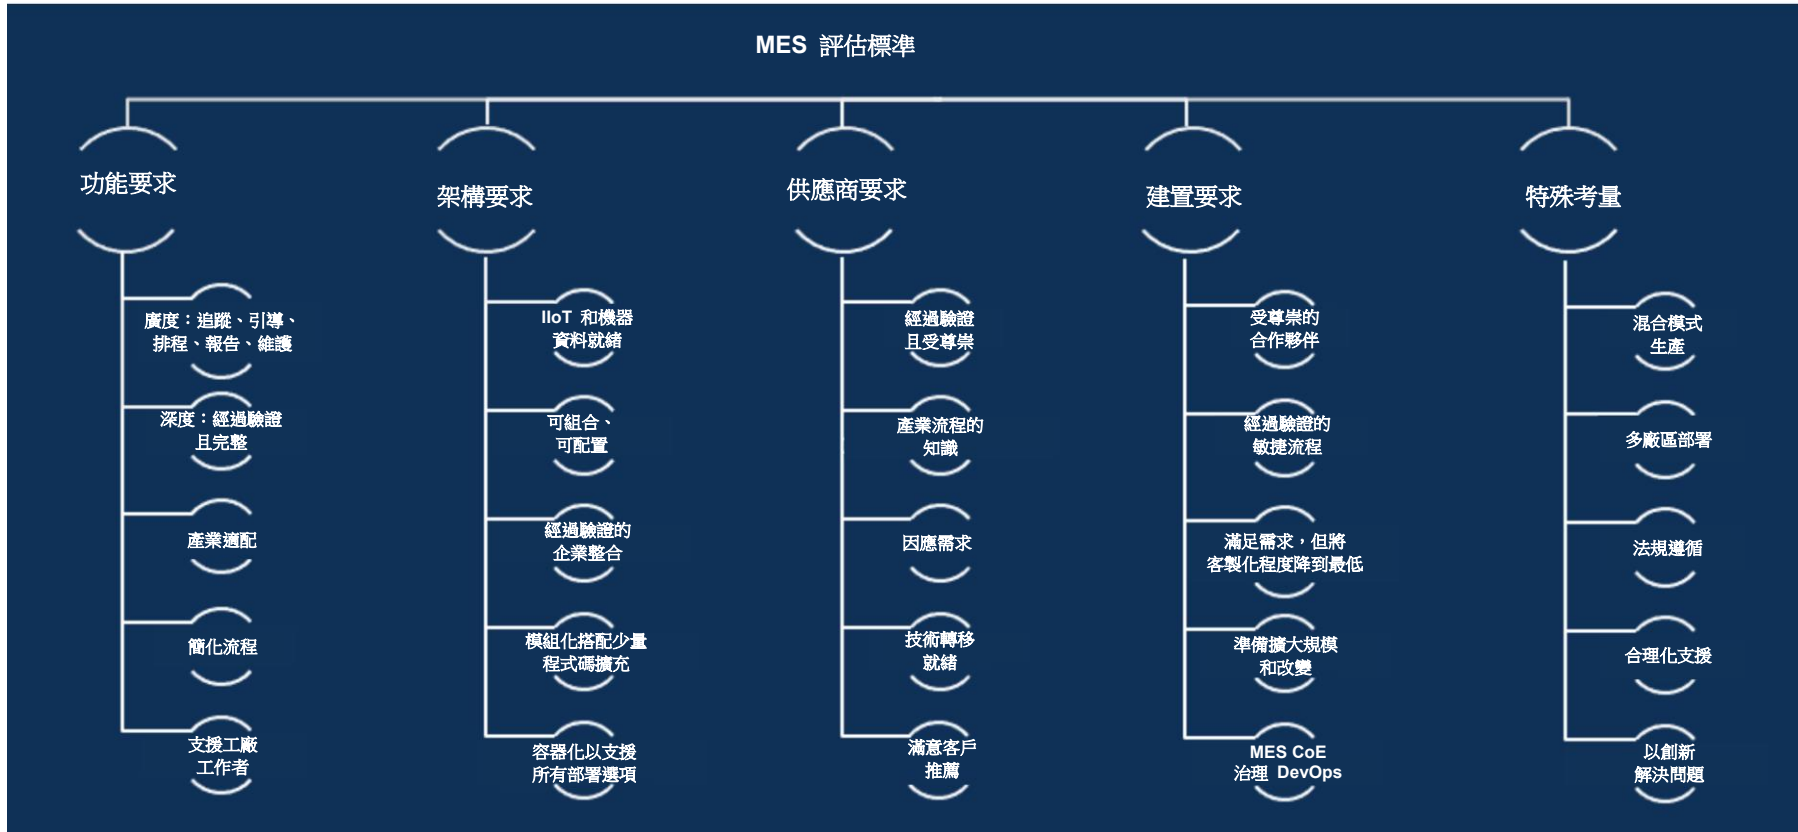 MES 評估標準
功能要求
廣度：追蹤、引導、
排程、報告、維護
深度：經過驗證
且完整
產業適配
簡化流程
支援工廠
工作者
架構要求
IIoT 和機器
資料就緒
可組合、
可配置
經過驗證的
企業整合
模組化搭配少量
程式碼擴充
容器化以支援
所有部署選項
供應商要求
經過驗證
且受尊崇
產業流程的
知識
因應需求
技術轉移
就緒
滿意客戶
推薦
建置要求
受尊崇的
合作夥伴
經過驗證的
敏捷流程
滿足需求，但將
客製化程度降到最低
準備擴大規模
和改變
MES CoE
治理 DevOps
特殊考量
混合模式
生產
多廠區部署
法規遵循
合理化支援
以創新
解決問題